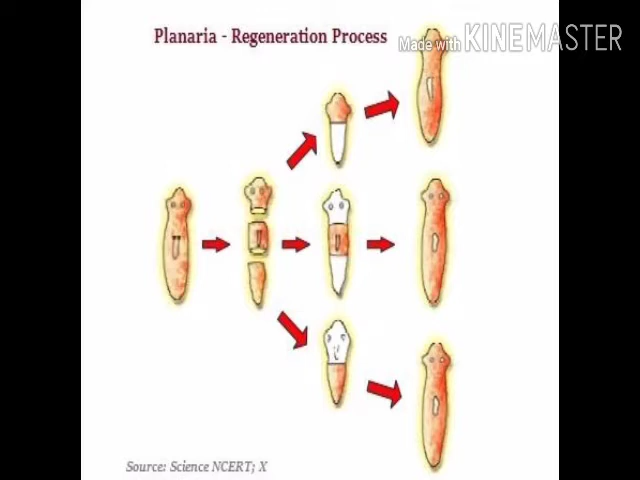 Planaria - Regeneration Process
Made with KINEMASTER
Source: Science NCERT; X